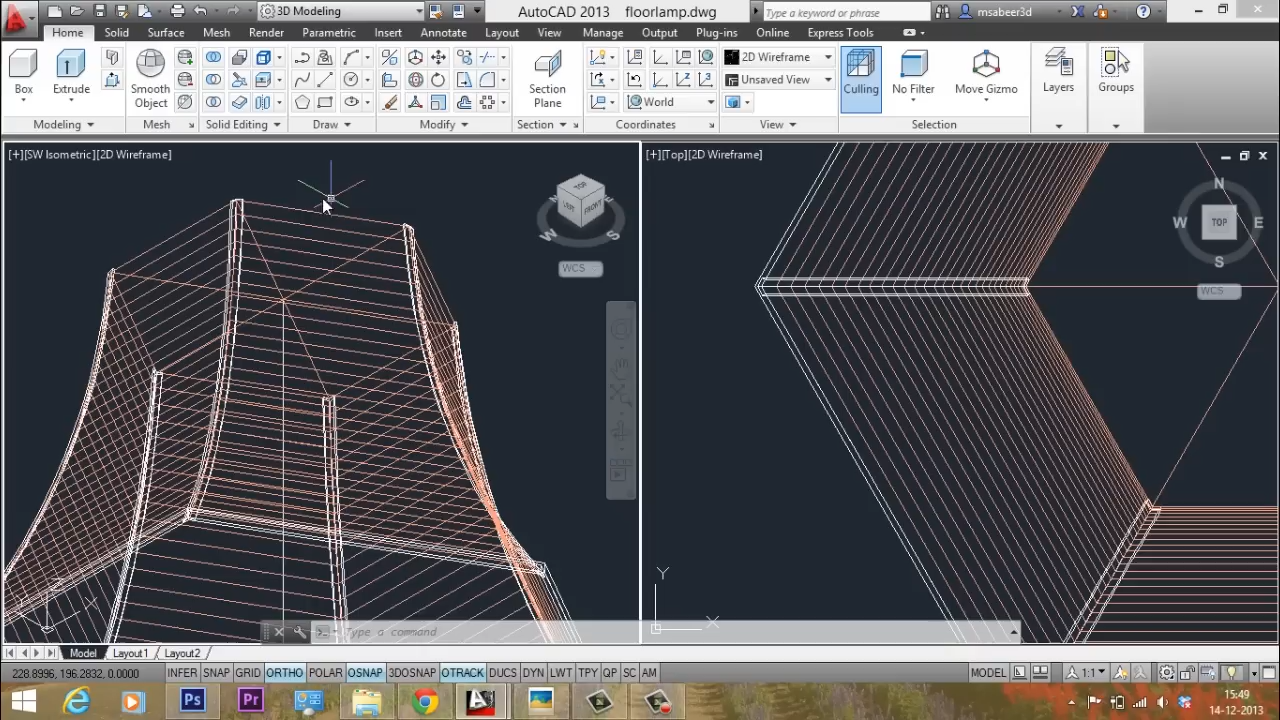 3D Modeling
AutoCAD 2013 floorlamp.dwg
Type a keyword or phrase
msabeer3d
Home Solid Surface Mesh Render Parametric Insert Annotate Layout View Manage Output Plug-ins Online Express Tools
2D Wireframe
Unsaved View
World
Box Extrude Smooth Object Section Plane Culling No Filter Move Gizmo Layers Groups
Modeling Mesh Solid Editing Draw Modify Section Coordinates View Selection
[+][SW Isometric][2D Wireframe]
[+][Top][2D Wireframe]
TOP
LEFT FRONT
W S
WCS
N
W TOP E
S
WCS
Y
X
X
Type a command
Model Layout1 Layout2
228.8996, 196.2832, 0.0000 INFER SNAP GRID ORTHO POLAR OSNAP 3DOSNAP OTRACK DUCS DYN LWT TPY QP SC AM MODEL 1:1
Ps Pr
15:49
14-12-2013